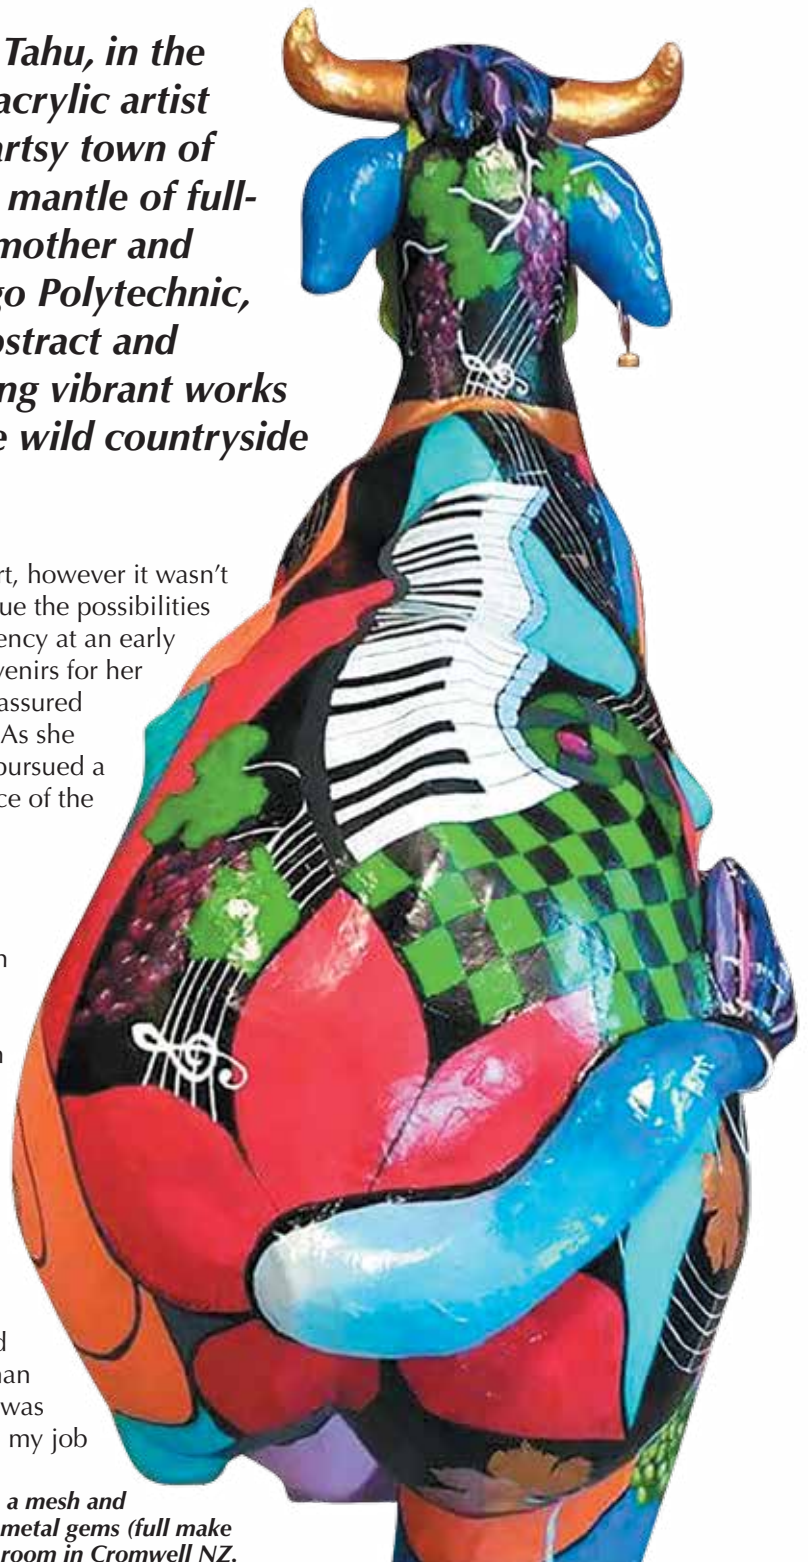 Tahu, in the
acrylic artist
artsy town of
mantle of full-
mother and
go Polytechnic,
ostract and
ng vibrant works
e wild countryside
rt, however it wasn't
ue the possibilities
ency at an early
venirs for her
assured
As she
pursued a
ce of the
n
n
d
an
was
my job
a mesh and
metal gems (full make
room in Cromwell NZ.